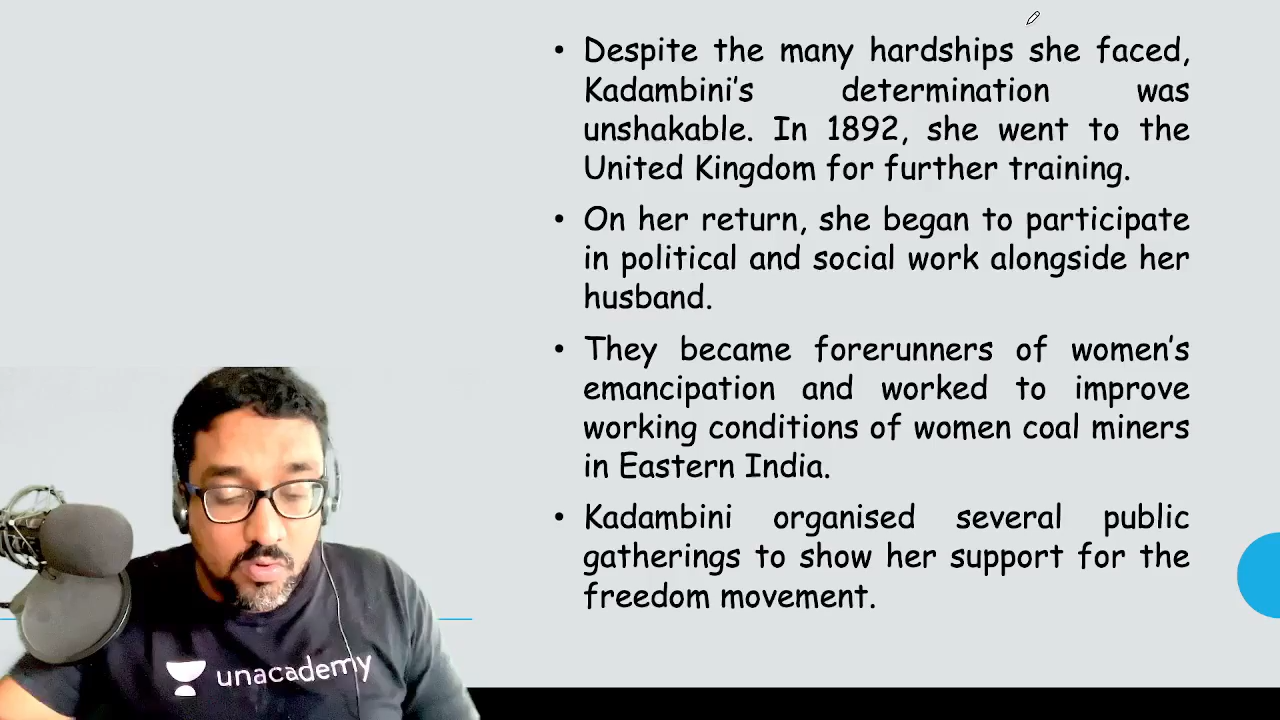 • Despite the many hardships she faced,
Kadambini's determination was
unshakable. In 1892, she went to the
United Kingdom for further training.
• On her return, she began to participate
in political and social work alongside her
husband.
• They became forerunners of women's
emancipation and worked to improve
working conditions of women coal miners
in Eastern India.
• Kadambini organised several public
gatherings to show her support for the
freedom movement.
unacademy